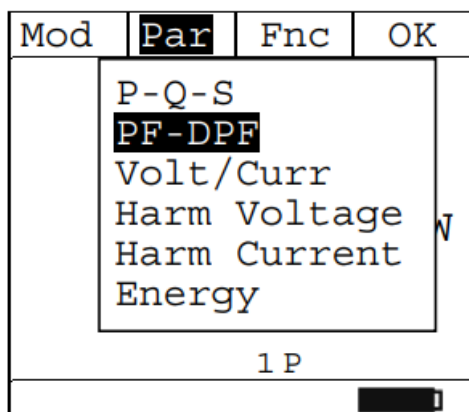 Mod Par Fnc OK
P-Q-S
PF-DPF
Volt/Curr
Harm Voltage
W
Harm Current
Energy
1P